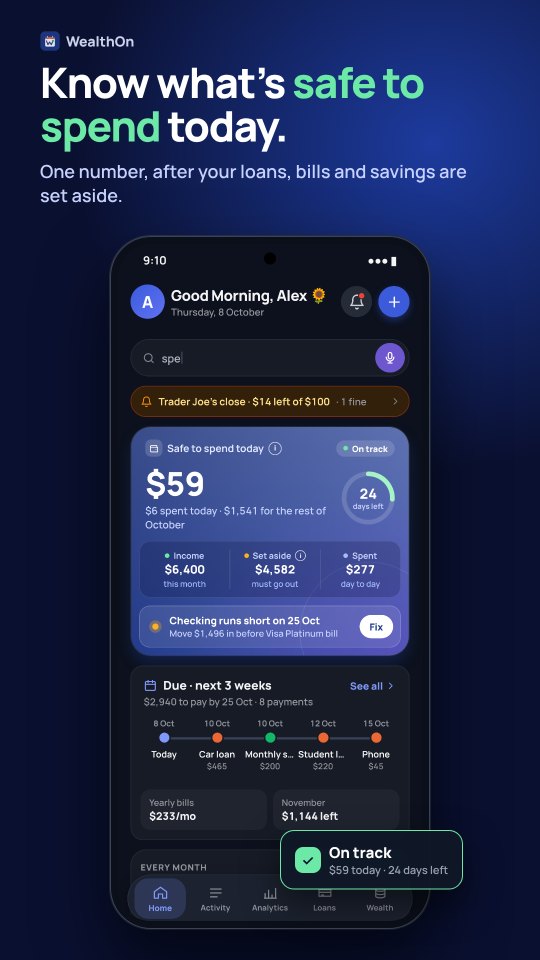 WealthOn
Know what's safe to
spend today.
One number, after your loans, bills and savings are
set aside.
9:10
A
Good Morning, Alex 🌻
Thursday, 8 October
spe
Trader Joe's close · $14 left of $100 · 1 fine
Safe to spend today
On track
$59
$6 spent today · $1,541 for the rest of
October
24
days left
Income
$6,400
this month
Set aside
$4,582
must go out
Spent
$277
day to day
Checking runs short on 25 Oct
Move $1,496 in before Visa Platinum bill
Fix
Due · next 3 weeks
See all
$2,940 to pay by 25 Oct · 8 payments
8 Oct 10 Oct 10 Oct 12 Oct 15 Oct
Today Car loan Monthly s... Student l... Phone
$465 $200 $220 $45
Yearly bills
$233/mo
November
$1,144 left
On track
$59 today · 24 days left
EVERY MONTH
Home Activity Analytics Loans Wealth